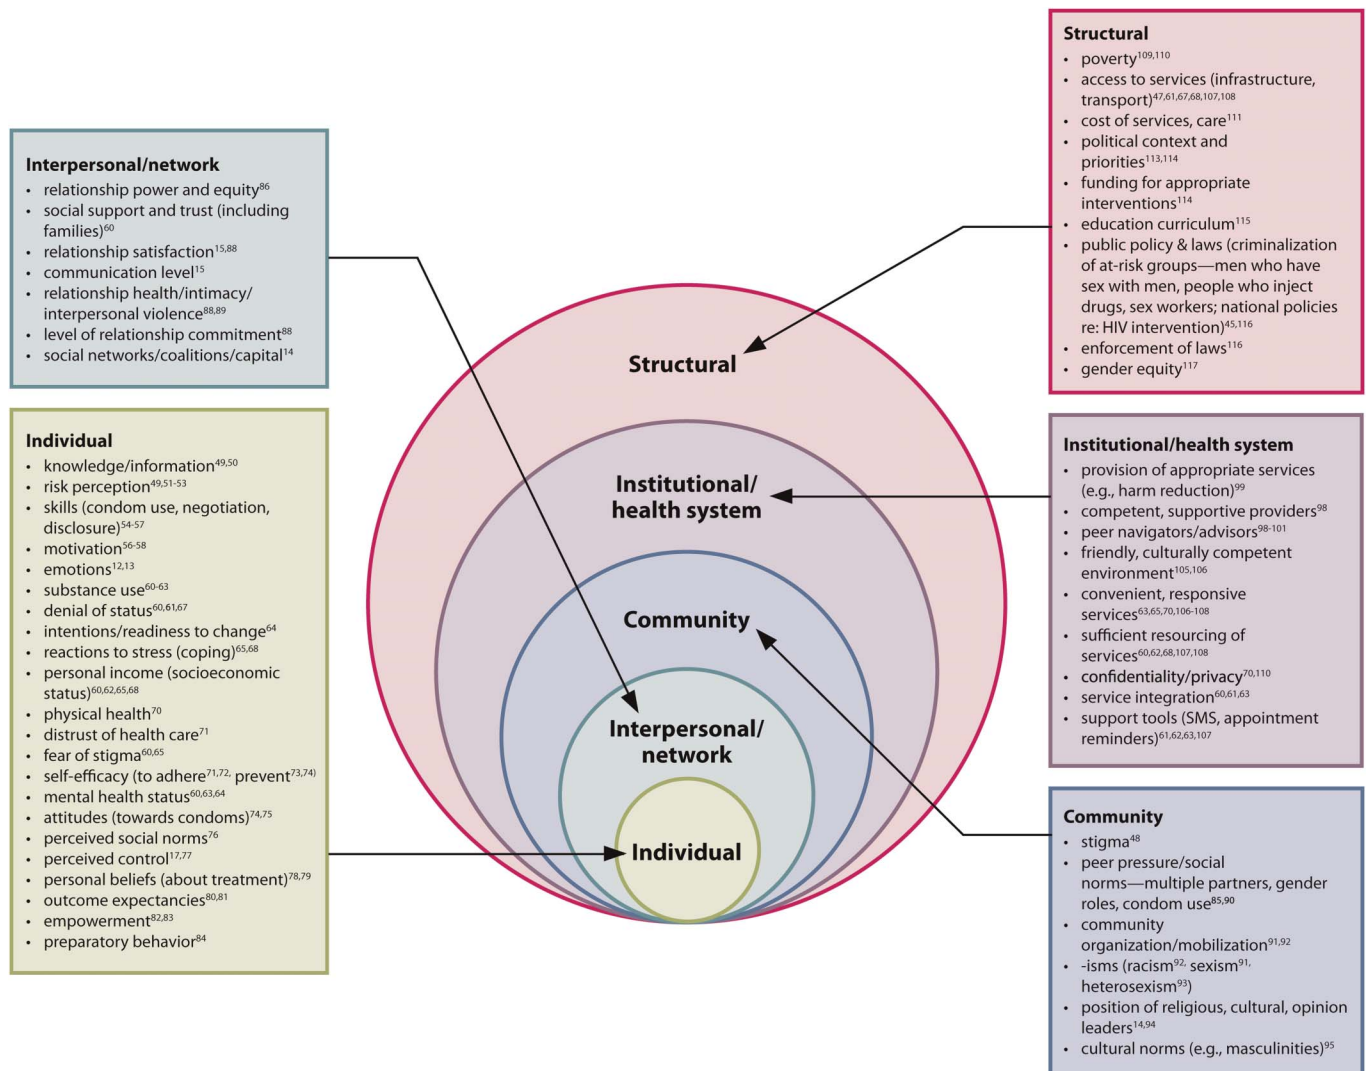 Structural
• poverty109,110
• access to services (infrastructure,
transport)47,61,67,68,107,108
• cost of services, care111
• political context and
priorities113,114
• funding for appropriate
interventions114
• education curriculum115
• public policy & laws (criminalization
of at-risk groups—men who have
sex with men, people who inject
drugs, sex workers; national policies
re: HIV intervention)45,116
• enforcement of laws116
• gender equity117
Interpersonal/network
• relationship power and equity86
• social support and trust (including
families)60
• relationship satisfaction15,88
• communication level15
• relationship health/intimacy/
interpersonal violence88,89
• level of relationship commitment88
• social networks/coalitions/capital14
Individual
• knowledge/information49,50
• risk perception49,51-53
• skills (condom use, negotiation,
disclosure)54-57
• motivation56-58
• emotions12,13
• substance use60-63
• denial of status60,61,67
• intentions/readiness to change64
• reactions to stress (coping)65,68
• personal income (socioeconomic
status)60,62,65,68
• physical health70
• distrust of health care71
• fear of stigma60,65
• self-efficacy (to adhere71,72, prevent73,74)
• mental health status60,63,64
• attitudes (towards condoms)74,75
• perceived social norms76
• perceived control17,77
• personal beliefs (about treatment)78,79
• outcome expectancies80,81
• empowerment82,83
• preparatory behavior84
Structural
Institutional/
health system
Community
Interpersonal/
network
Individual
Institutional/health system
• provision of appropriate services
(e.g., harm reduction)99
• competent, supportive providers98
• peer navigators/advisors98-101
• friendly, culturally competent
environment105,106
• convenient, responsive
services63,65,70,106-108
• sufficient resourcing of
services60,62,68,107,108
• confidentiality/privacy70,110
• service integration60,61,63
• support tools (SMS, appointment
reminders)61,62,63,107
Community
• stigma48
• peer pressure/social
norms—multiple partners, gender
roles, condom use85,90
• community
organization/mobilization91,92
• -isms (racism92, sexism91,
heterosexism93)
• position of religious, cultural, opinion
leaders14,94
• cultural norms (e.g., masculinities)95